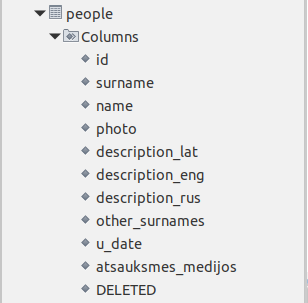 people
Columns
id
surname
name
photo
description_lat
description_eng
description_rus
other_surnames
u_date
atsauksmes_medijos
DELETED